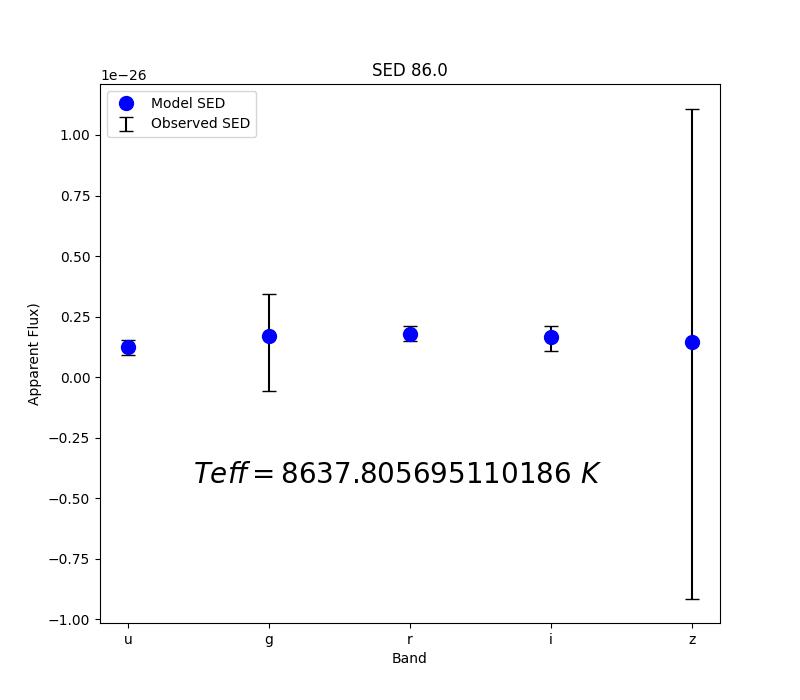 SED 86.0
1e−26
Model SED
Observed SED
1.00
0.75
0.50
0.25
0.00
−0.25
−0.50
−0.75
−1.00
Apparent Flux)
Teff = 8637.805695110186 K
u g r i z
Band